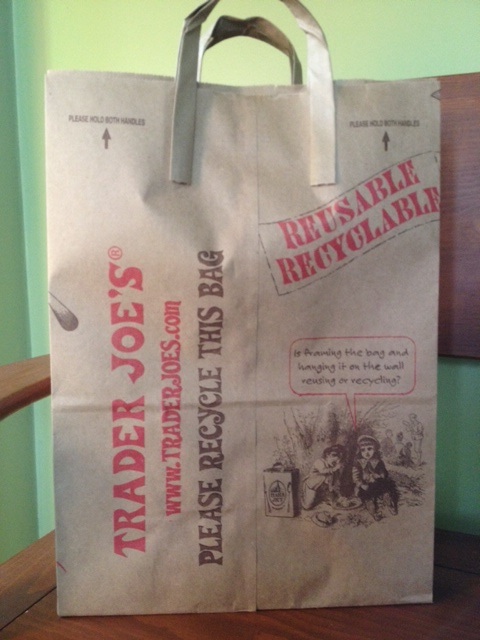 PLEASE HOLD BOTH HANDLES
PLEASE HOLD BOTH HANDLES
REUSABLE
RECYCLABLE
TRADER JOE'S®
www.TRADERJOES.com
PLEASE RECYCLE THIS BAG
Is framing the bag and
hanging it on the wall
reusing or recycling?